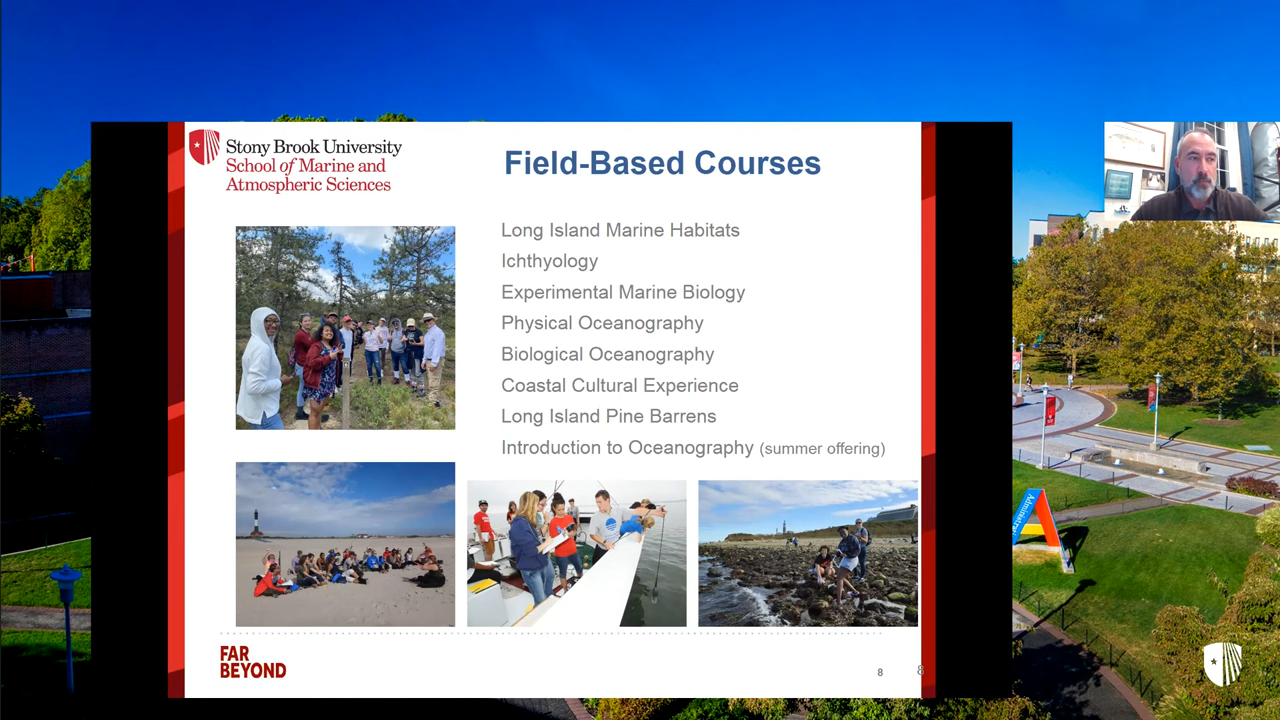 Stony Brook University
School of Marine and
Atmospheric Sciences
Field-Based Courses
Long Island Marine Habitats
Ichthyology
Experimental Marine Biology
Physical Oceanography
Biological Oceanography
Coastal Cultural Experience
Long Island Pine Barrens
Introduction to Oceanography (summer offering)
FAR
BEYOND
8
8